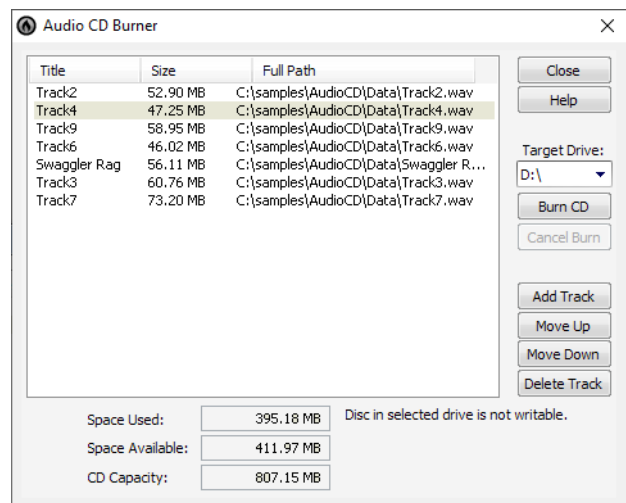 Audio CD Burner
Title Size Full Path
Track2 52.90 MB C:\samples\AudioCD\Data\Track2.wav
Track4 47.25 MB C:\samples\AudioCD\Data\Track4.wav
Track9 58.95 MB C:\samples\AudioCD\Data\Track9.wav
Track6 46.02 MB C:\samples\AudioCD\Data\Track6.wav
Swaggler Rag 56.11 MB C:\samples\AudioCD\Data\Swaggler R...
Track3 60.76 MB C:\samples\AudioCD\Data\Track3.wav
Track7 73.20 MB C:\samples\AudioCD\Data\Track7.wav
Close
Help
Target Drive:
D:\
Burn CD
Cancel Burn
Add Track
Move Up
Move Down
Delete Track
Space Used: 395.18 MB
Disc in selected drive is not writable.
Space Available: 411.97 MB
CD Capacity: 807.15 MB